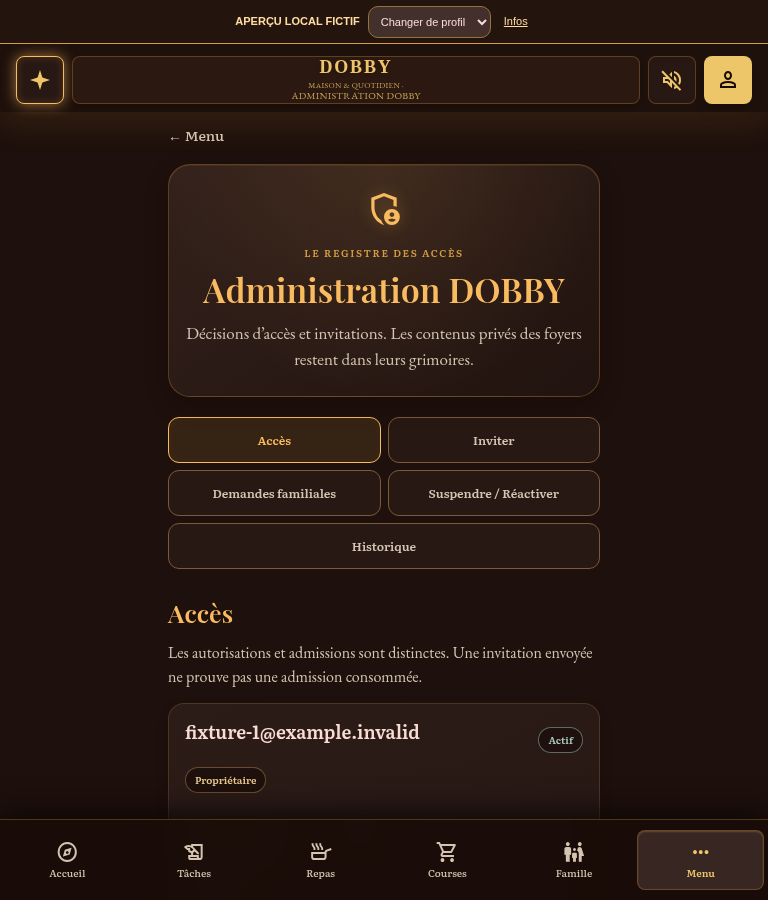 APERÇU LOCAL FICTIF
Changer de profil
Infos
DOBBY
MAISON & QUOTIDIEN ·
ADMINISTRATION DOBBY
← Menu
LE REGISTRE DES ACCÈS
Administration DOBBY
Décisions d’accès et invitations. Les contenus privés des foyers
restent dans leurs grimoires.
Accès
Inviter
Demandes familiales
Suspendre / Réactiver
Historique
Accès
Les autorisations et admissions sont distinctes. Une invitation envoyée
ne prouve pas une admission consommée.
fixture-1@example.invalid
Actif
Propriétaire
Accueil
Tâches
Repas
Courses
Famille
Menu